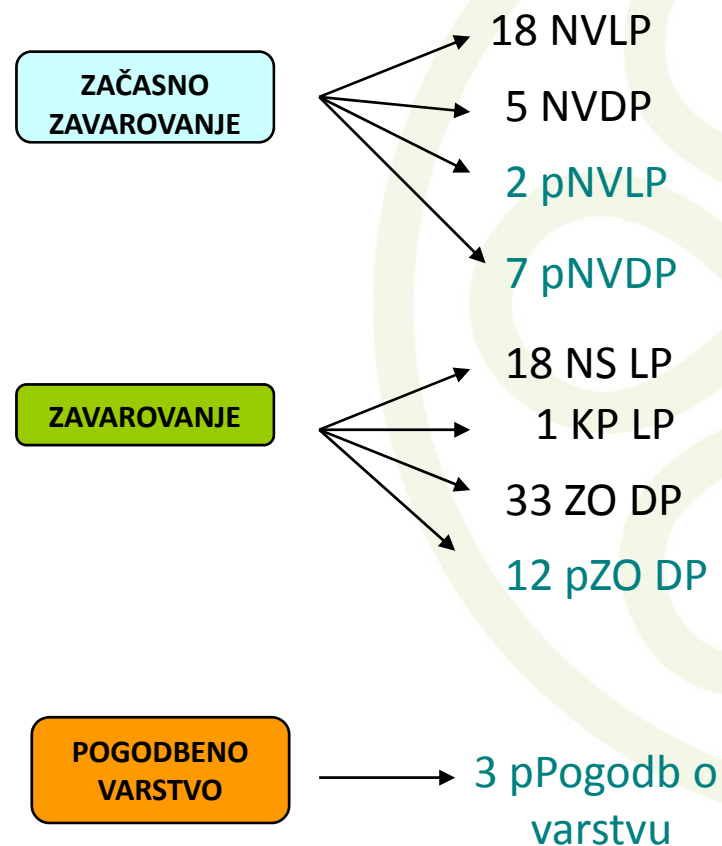 ZAČASNO
ZAVAROVANJE
18 NVLP
5 NVDP
2 pNVLP
7 pNVDP
ZAVAROVANJE
18 NS LP
1 KP LP
33 ZO DP
12 pZO DP
POGODBENO
VARSTVO
3 pPogodb o
varstvu